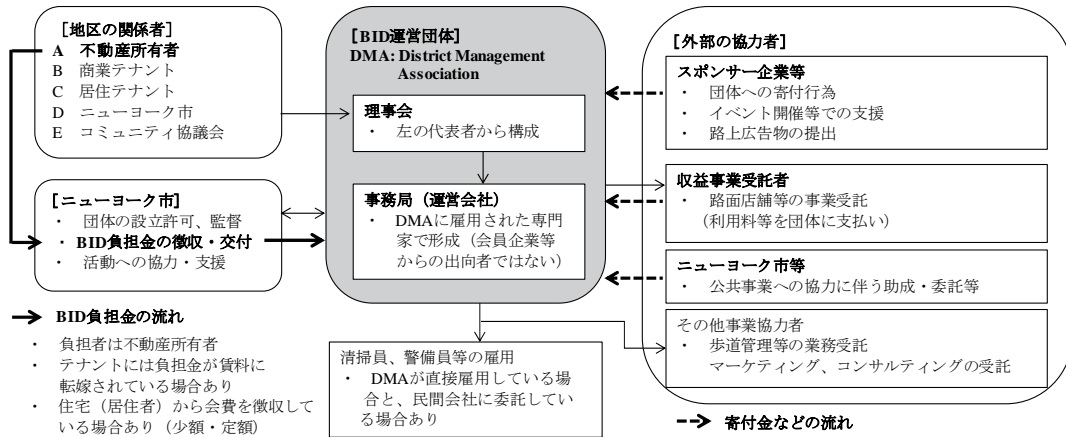 [地区の関係者]
A 不動産所有者
B 商業テナント
C 居住テナント
D ニューヨーク市
E コミュニティ協議会
[ニューヨーク市]
・ 団体の設立許可、監督
・ BID負担金の徴収・交付
・ 活動への協力・支援
BID負担金の流れ
・ 負担者は不動産所有者
・ テナントには負担金が賃料に
転嫁されている場合あり
・ 住宅（居住者）から会費を徴収して
いる場合あり（少額・定額）
[BID運営団体]
DMA: District Management
Association
理事会
・ 左の代表者から構成
事務局（運営会社）
・ DMAに雇用された専門
家で形成（会員企業等
からの出向者ではない）
清掃員、警備員等の雇用
・ DMAが直接雇用している場
合と、民間会社に委託してい
る場合あり
[外部の協力者]
スポンサー企業等
・ 団体への寄付行為
・ イベント開催等での支援
・ 路上広告物の提出
収益事業受託者
・ 路面店舗等の事業受託
（利用料等を団体に支払い）
ニューヨーク市等
・ 公共事業への協力に伴う助成・委託等
その他事業協力者
・ 歩道管理等の業務受託
マーケティング、コンサルティングの受託
寄付金などの流れ